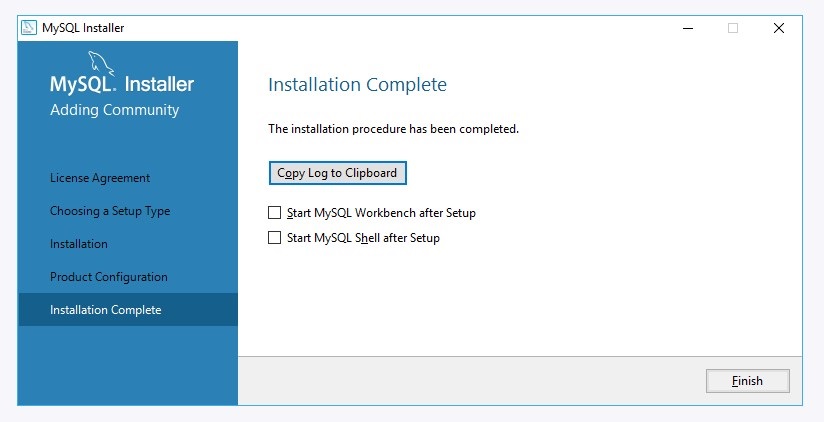 MySQL Installer
MySQL. Installer
Adding Community
License Agreement
Choosing a Setup Type
Installation
Product Configuration
Installation Complete
Installation Complete
The installation procedure has been completed.
Copy Log to Clipboard
Start MySQL Workbench after Setup
Start MySQL Shell after Setup
Finish